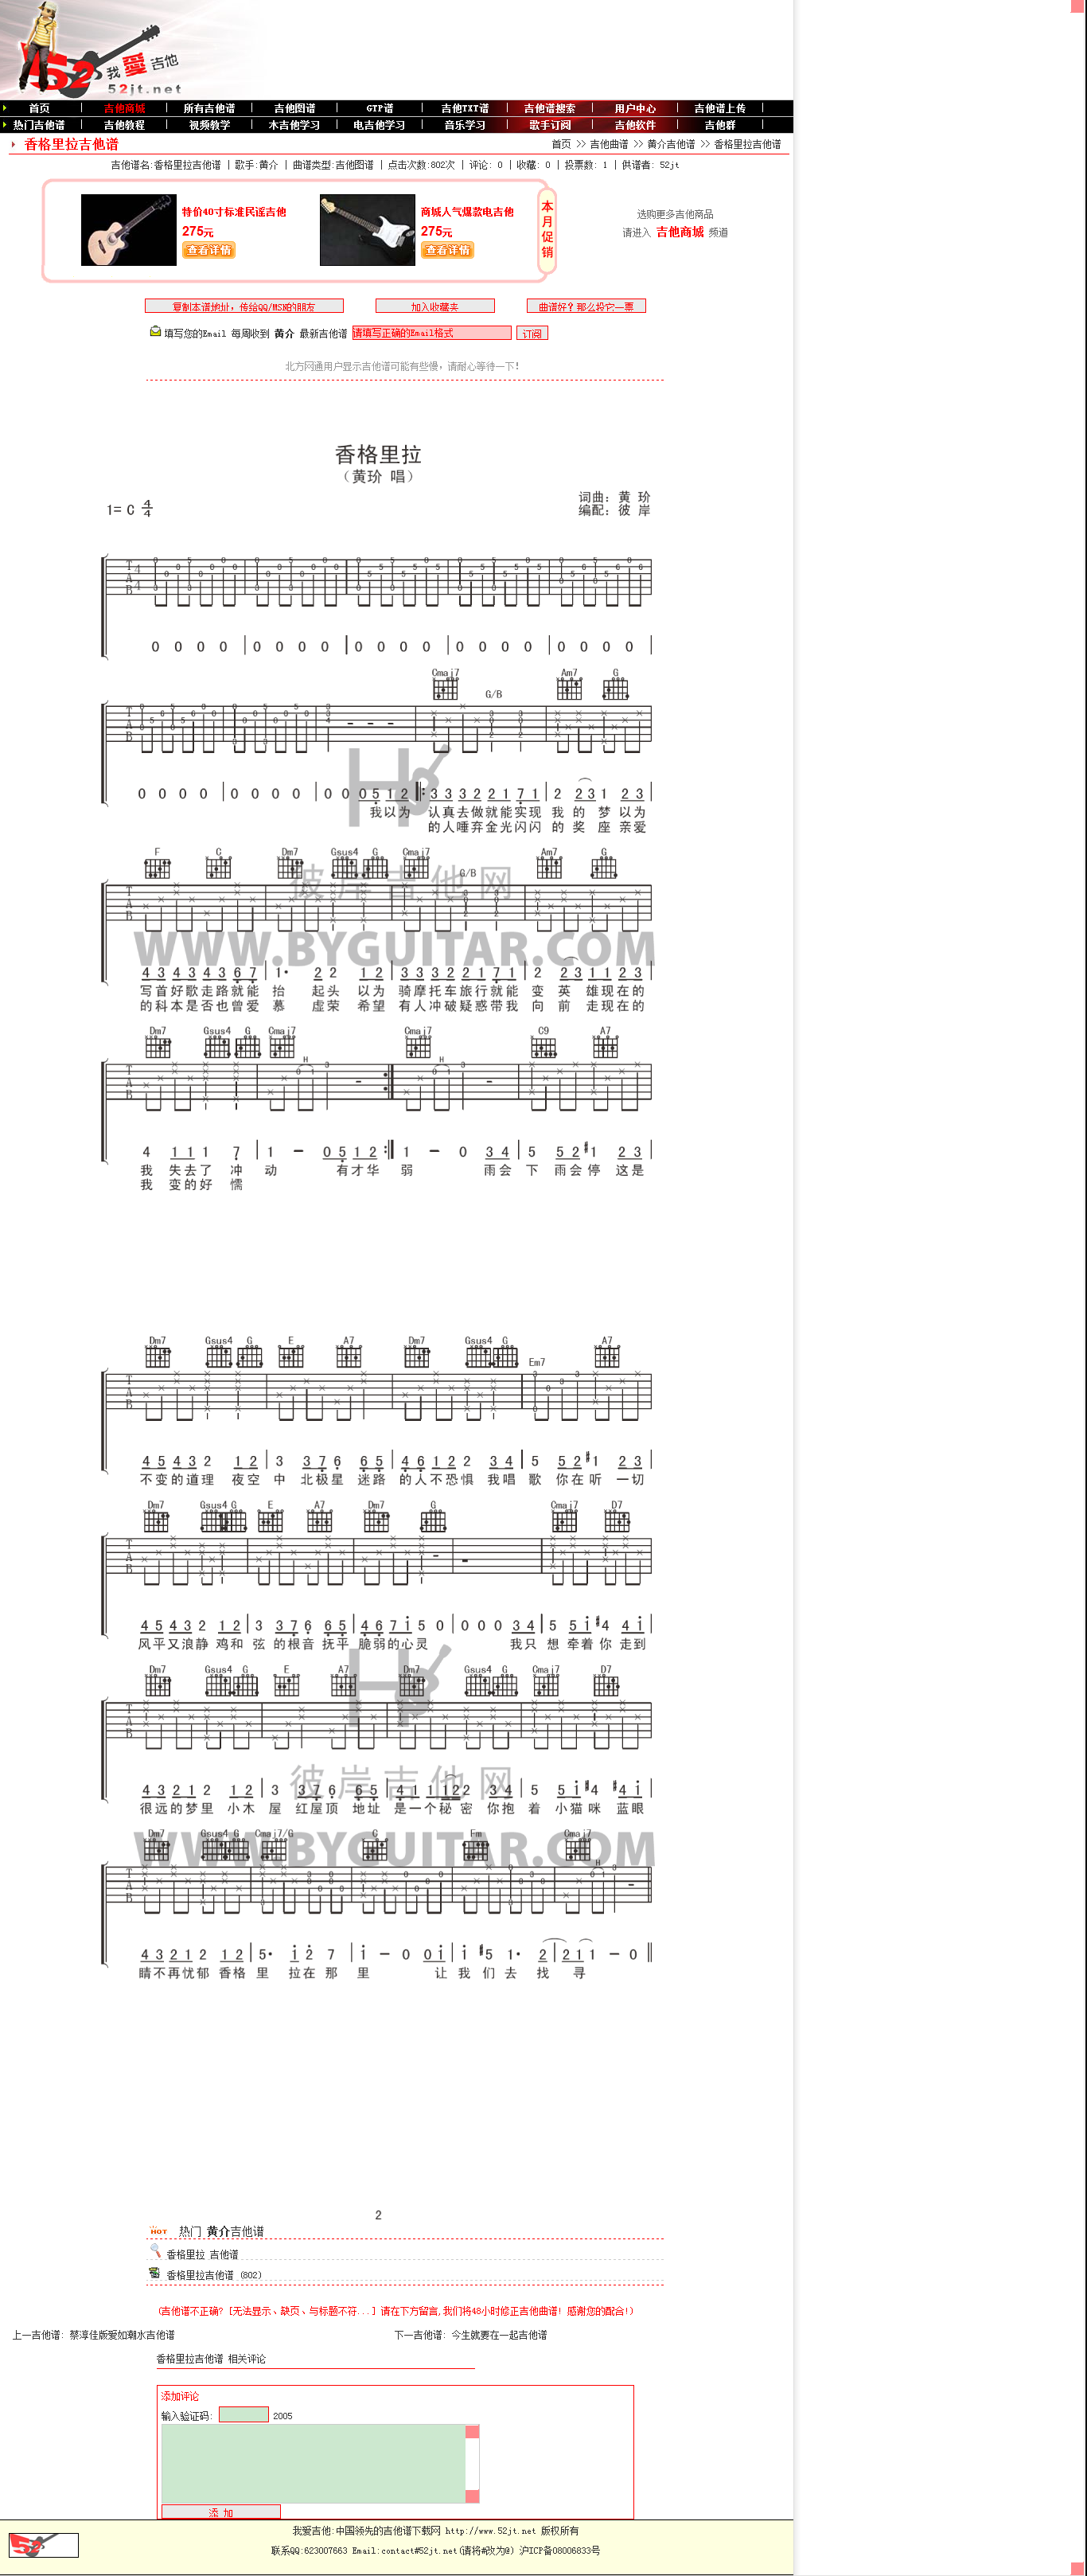 52 我愛吉他
52jt.net
首页 吉他商城 所有吉他谱 吉他图谱 GTP谱 吉他TXT谱 吉他谱搜索 用户中心 吉他谱上传
热门吉他谱 吉他教程 视频教学 木吉他学习 电吉他学习 音乐学习 歌手订阅 吉他软件 吉他群
香格里拉吉他谱
首页 >> 吉他曲谱 >> 黄介吉他谱 >> 香格里拉吉他谱
吉他谱名:香格里拉吉他谱 | 歌手:黄介 | 曲谱类型:吉他图谱 | 点击次数:802次 | 评论: 0 | 收藏: 0 | 投票数: 1 | 供谱者: 52jt
特价40寸标准民谣吉他
275元
查看详情
商城人气爆款电吉他
275元
查看详情
本月促销
选购更多吉他商品
请进入 吉他商城 频道
复制本谱地址，传给QQ/MSN的朋友
加入收藏夹
曲谱好？那么投它一票
填写您的Email 每周收到 黄介 最新吉他谱 请填写正确的Email格式 订阅
北方网通用户显示吉他谱可能有些慢，请耐心等待一下!
香格里拉
（黄玠 唱）
1= C 4/4
词曲：黄 玠
编配：彼 岸
0 0 0 0 0 0 0 0 0 0 0 0 0 0 0 0 0 0 0 0
Cmaj7 G/B Am7 G
0 0 0 0 0 0 0 0 0 0 0 5 1 2 3 3 3 2 2 1 7 1 2 2 3 1 2 3
我以为 认真去做就能实现 我 的 梦 以为
的人唾弃金光闪闪 的 奖 座 亲爱
F C Dm7 Gsus4 G Cmaj7 G/B Am7 G
彼岸吉他网
WWW.BYGUITAR.COM
4 3 4 3 4 3 6 7 1· 2 2 1 2 3 3 3 2 2 1 7 1 2 2 3 1 1 2 3
写首好歌走路就能 抬 起头 以为 骑摩托车旅行就能 变 英 雄现在的
的科本是否也曾爱 慕 虚荣 希望 有人冲破疑惑带我 向 前 走现在的
Dm7 Gsus4 G Cmaj7 Cmaj7 C9 A7
4 1 1 1 7 1 - 0 5 1 2 1 - 0 3 4 5 5 2 #1 2 3
我 失去了 冲 动 有才华 弱 雨会 下 雨会停 这是
我 变的好 懦
Dm7 Gsus4 G E A7 Dm7 Gsus4 G Em7 A7
4 5 4 3 2 1 2 3 3 7 6 6 5 4 6 1 2 2 3 4 5 5 2 #1 2 3
不变的道理 夜空 中 北极星 迷路 的人不恐惧 我唱 歌 你在听 一切
Dm7 Gsus4 G E A7 Dm7 G Cmaj7 D7
4 5 4 3 2 1 2 3 3 7 6 6 5 4 6 7 1 5 0 0 0 0 3 4 5 5 1 #4 4 1
风平又浪静 鸡和 弦 的根音 抚平 脆弱的心灵 我只 想 牵着 你 走到
Dm7 Gsus4 G E A7 Dm7 Gsus4 G Cmaj7 D7
彼岸吉他网
4 3 2 1 2 1 2 3 3 7 6 6 5 4 1 1 1 2 2 3 4 5 5 1 #4 #4 1
很远的梦里 小木 屋 红屋顶 地址 是一个秘 密 你抱 着 小猫 咪 蓝眼
WWW.BYGUITAR.COM
Dm7 Gsus4 G Cmaj7/G C Fm Cmaj7
4 3 2 1 2 1 2 5· 1 2 7 1 - 0 0 1 1 #5 1· 2 2 1 1 - 0
睛不再忧郁 香格 里 拉在 那 里 让 我 们去 找 寻
2
HOT 热门 黄介吉他谱
香格里拉 吉他谱
香格里拉吉他谱 (802)
(吉他谱不正确? [无法显示、缺页、与标题不符...] 请在下方留言,我们将48小时修正吉他曲谱! 感谢您的配合!)
上一吉他谱: 禁淳佳版爱如潮水吉他谱
下一吉他谱: 今生就要在一起吉他谱
香格里拉吉他谱 相关评论
添加评论
输入验证码: 2005
添 加
我爱吉他:中国领先的吉他谱下载网 http://www.52jt.net 版权所有
联系QQ:623007663 Email:contact#52jt.net(请将#改为@) 沪ICP备08006833号